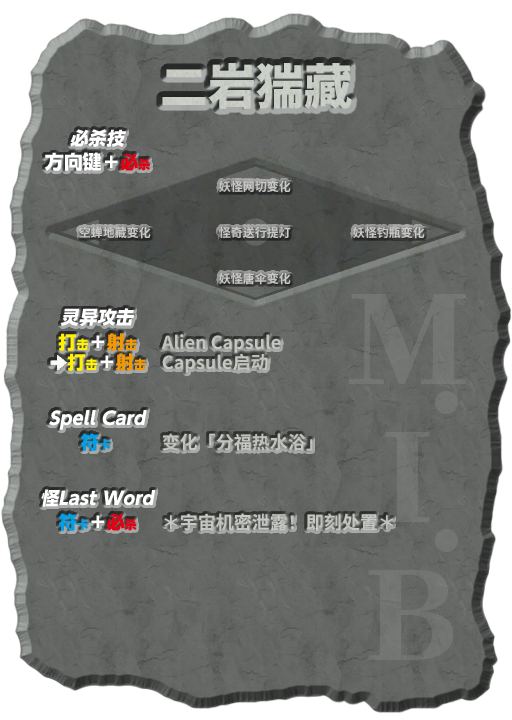 二岩猯藏
必杀技
方向键＋必杀
妖怪网切变化
空蝉地藏变化 怪奇送行提灯 妖怪钓瓶变化
妖怪唐伞变化
灵异攻击
打击＋射击 Alien Capsule
➔打击＋射击 Capsule启动
Spell Card
符卡 变化「分福热水浴」
怪Last Word
符卡＋必杀 ＊宇宙机密泄露！即刻处置＊
M.
I.
B